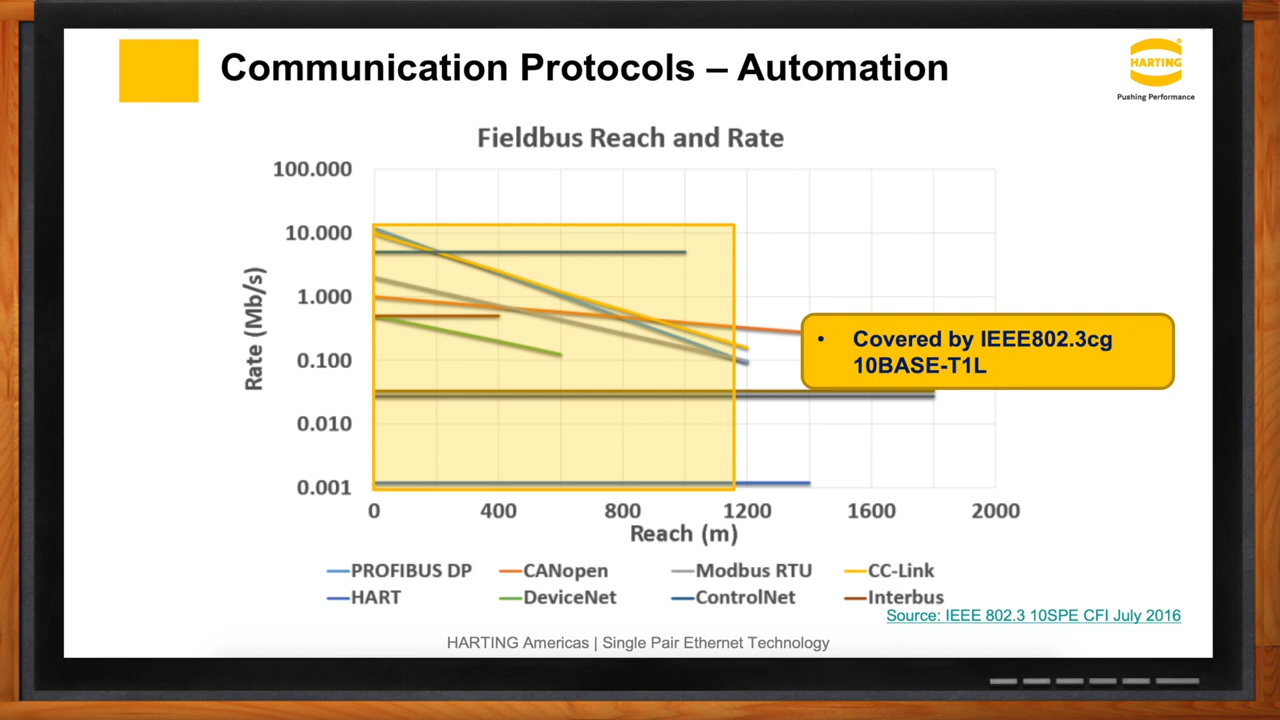 Communication Protocols – Automation
HARTING
Pushing Performance
Fieldbus Reach and Rate
100.000
10.000
1.000
0.100
0.010
0.001
Rate (Mb/s)
0 400 800 1200 1600 2000
Reach (m)
• Covered by IEEE802.3cg
10BASE-T1L
PROFIBUS DP CANopen Modbus RTU CC-Link
HART DeviceNet ControlNet Interbus
Source: IEEE 802.3 10SPE CFI July 2016
HARTING Americas | Single Pair Ethernet Technology